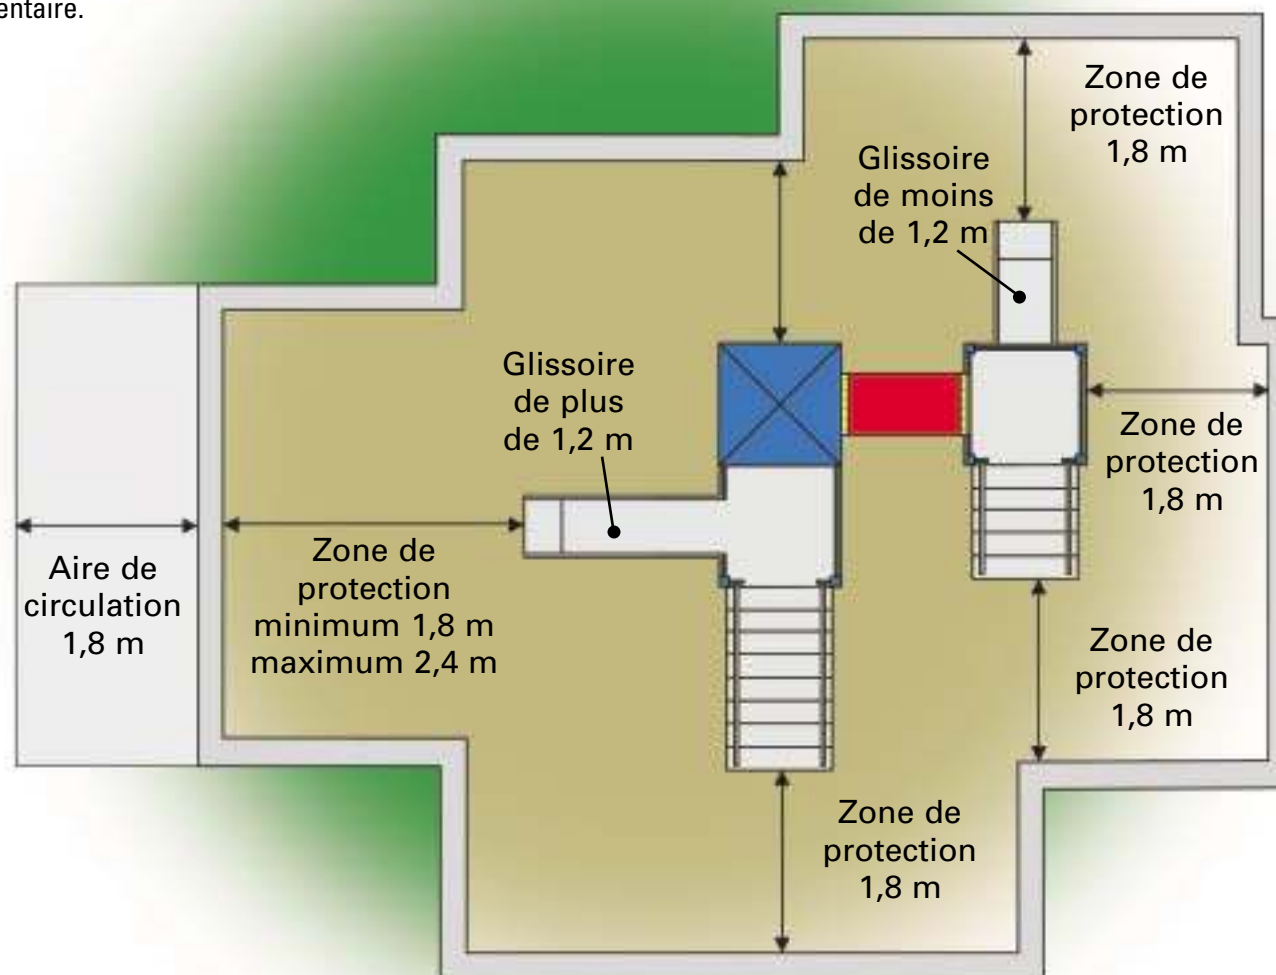 entaire.
Zone de
protection
1,8 m
Glissoire
de moins
de 1,2 m
Glissoire
de plus
de 1,2 m
Zone de
protection
1,8 m
Aire de
circulation
1,8 m
Zone de
protection
minimum 1,8 m
maximum 2,4 m
Zone de
protection
1,8 m
Zone de
protection
1,8 m